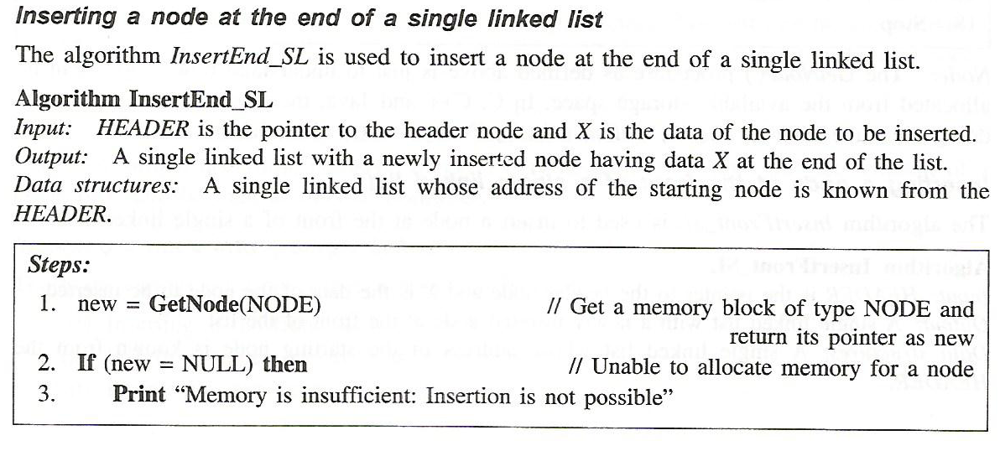 Inserting a node at the end of a single linked list
The algorithm InsertEnd_SL is used to insert a node at the end of a single linked list.
Algorithm InsertEnd_SL
Input: HEADER is the pointer to the header node and X is the data of the node to be inserted.
Output: A single linked list with a newly inserted node having data X at the end of the list.
Data structures: A single linked list whose address of the starting node is known from the
HEADER.
Steps:
1. new = GetNode(NODE) // Get a memory block of type NODE and
return its pointer as new
2. If (new = NULL) then // Unable to allocate memory for a node
3. Print “Memory is insufficient: Insertion is not possible”